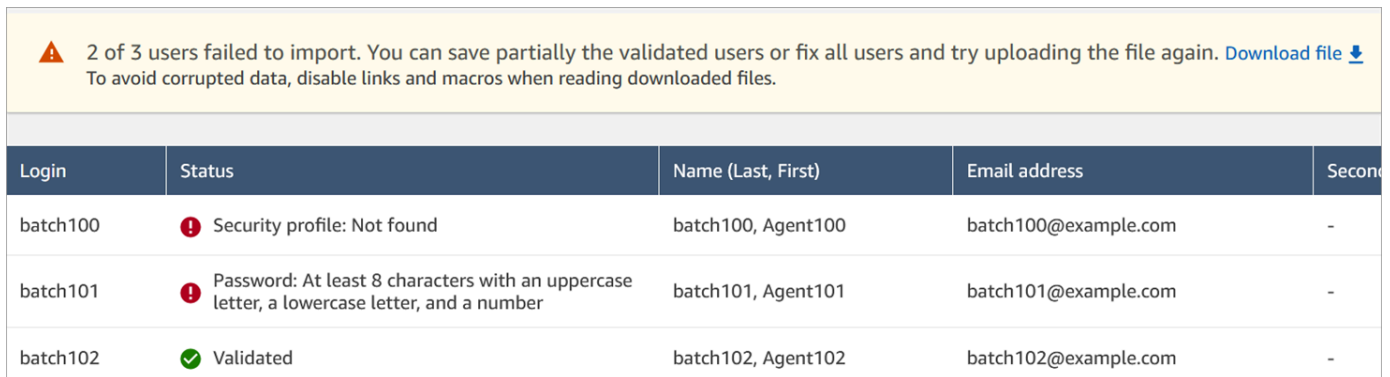 2 of 3 users failed to import. You can save partially the validated users or fix all users and try uploading the file again. Download file
To avoid corrupted data, disable links and macros when reading downloaded files.
Login Status Name (Last, First) Email address Secon
batch100 Security profile: Not found batch100, Agent100 batch100@example.com -
batch101 Password: At least 8 characters with an uppercase letter, a lowercase letter, and a number batch101, Agent101 batch101@example.com -
batch102 Validated batch102, Agent102 batch102@example.com -